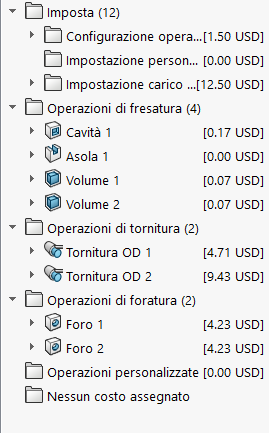 Imposta (12)
Configurazione opera...[1.50 USD]
Impostazione person... [0.00 USD]
Impostazione carico ...[12.50 USD]
Operazioni di fresatura (4)
Cavità 1 [0.17 USD]
Asola 1 [0.00 USD]
Volume 1 [0.07 USD]
Volume 2 [0.07 USD]
Operazioni di tornitura (2)
Tornitura OD 1 [4.71 USD]
Tornitura OD 2 [9.43 USD]
Operazioni di foratura (2)
Foro 1 [4.23 USD]
Foro 2 [4.23 USD]
Operazioni personalizzate [0.00 USD]
Nessun costo assegnato